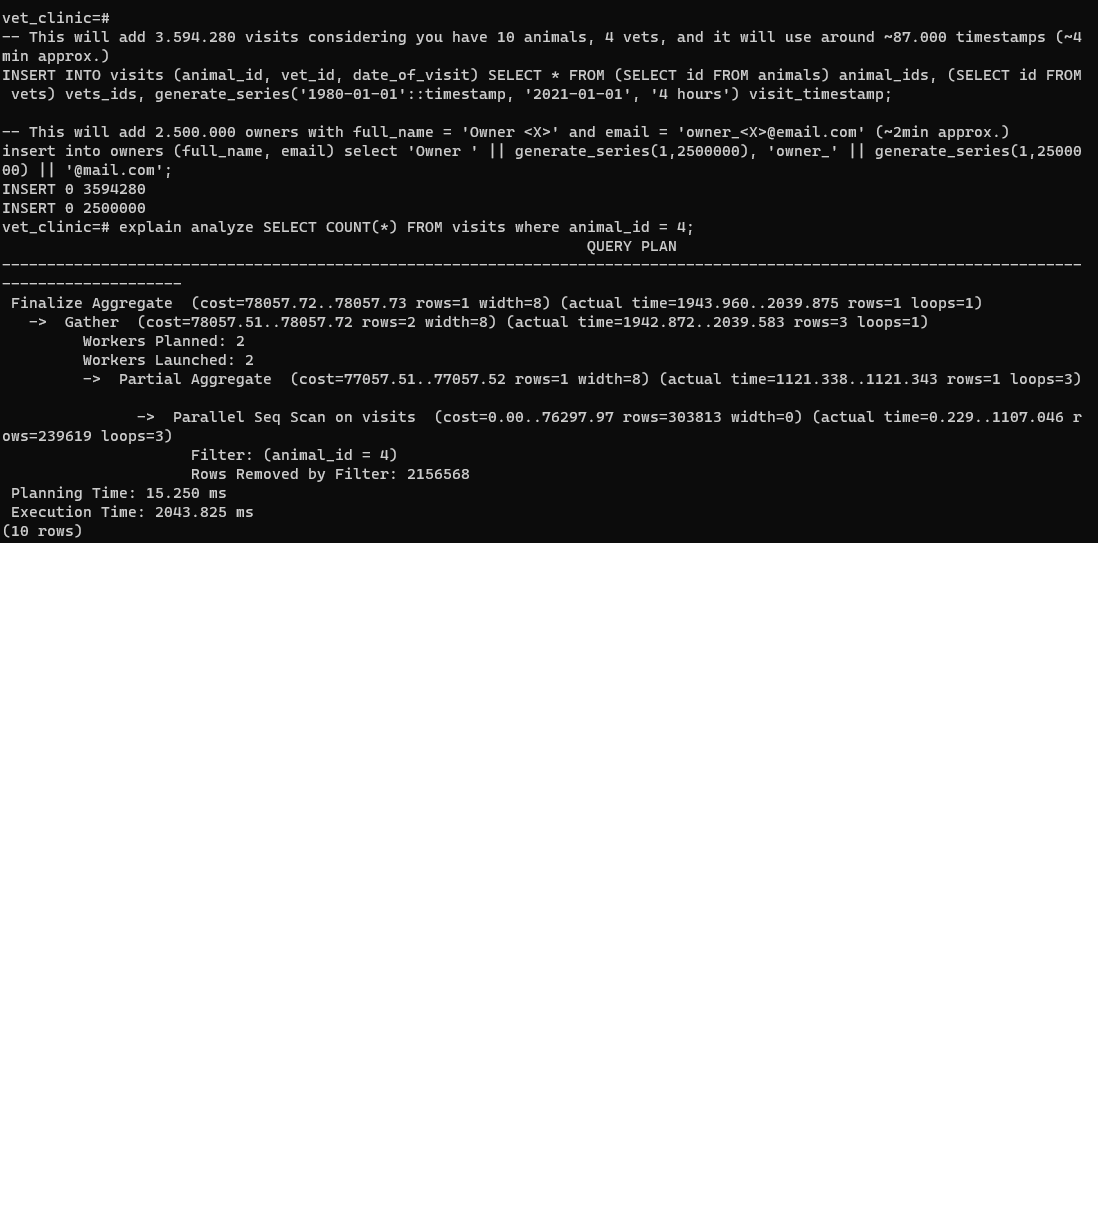 vet_clinic=#
-- This will add 3.594.280 visits considering you have 10 animals, 4 vets, and it will use around ~87.000 timestamps (~4
min approx.)
INSERT INTO visits (animal_id, vet_id, date_of_visit) SELECT * FROM (SELECT id FROM animals) animal_ids, (SELECT id FROM
 vets) vets_ids, generate_series('1980-01-01'::timestamp, '2021-01-01', '4 hours') visit_timestamp;

-- This will add 2.500.000 owners with full_name = 'Owner <X>' and email = 'owner_<X>@email.com' (~2min approx.)
insert into owners (full_name, email) select 'Owner ' || generate_series(1,2500000), 'owner_' || generate_series(1,25000
00) || '@mail.com';
INSERT 0 3594280
INSERT 0 2500000
vet_clinic=# explain analyze SELECT COUNT(*) FROM visits where animal_id = 4;
QUERY PLAN
------------------------------------------------------------------------------------------------------------------------
--------------------
 Finalize Aggregate  (cost=78057.72..78057.73 rows=1 width=8) (actual time=1943.960..2039.875 rows=1 loops=1)
   ->  Gather  (cost=78057.51..78057.72 rows=2 width=8) (actual time=1942.872..2039.583 rows=3 loops=1)
         Workers Planned: 2
         Workers Launched: 2
         ->  Partial Aggregate  (cost=77057.51..77057.52 rows=1 width=8) (actual time=1121.338..1121.343 rows=1 loops=3)

               ->  Parallel Seq Scan on visits  (cost=0.00..76297.97 rows=303813 width=0) (actual time=0.229..1107.046 r
ows=239619 loops=3)
                     Filter: (animal_id = 4)
                     Rows Removed by Filter: 2156568
 Planning Time: 15.250 ms
 Execution Time: 2043.825 ms
(10 rows)